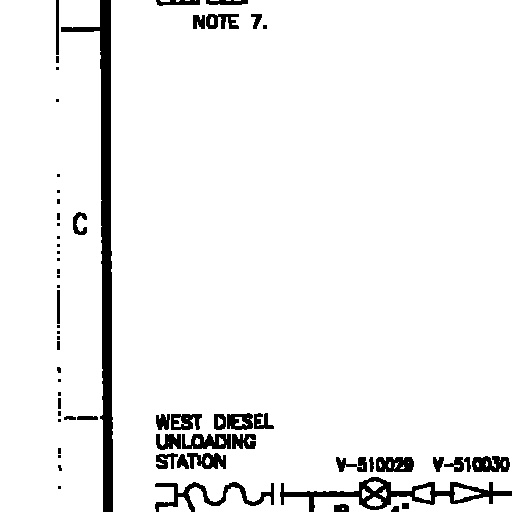 NOTE 7.
C
WEST DIESEL
UNLOADING
STATION
V-510029 V-510030